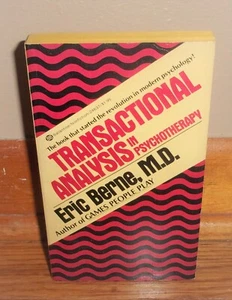 The book that started the revolution in modern psychology!
TRANSACTIONAL
ANALYSIS IN
PSYCHOTHERAPY
Eric Berne, M.D.
Author of GAMES PEOPLE PLAY